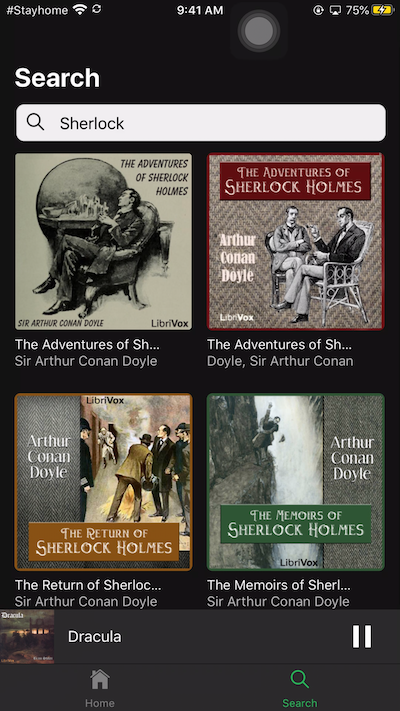 #Stayhome
9:41 AM
75%
Search
Sherlock
THE ADVENTURES
OF SHERLOCK
HOLMES
SIR ARTHUR CONAN DOYLE
LibriVox
The Adventures of Sh...
Sir Arthur Conan Doyle
THE ADVENTURES OF
SHERLOCK HOLMES
Arthur
Conan
Doyle
LibriVox
The Adventures of Sh...
Doyle, Sir Arthur Conan
LibriVox
Arthur
Conan
Doyle
THE RETURN OF
SHERLOCK HOLMES
The Return of Sherloc...
Sir Arthur Conan Doyle
Arthur
Conan
Doyle
THE MEMOIRS OF
SHERLOCK HOLMES
LibriVox
The Memoirs of Sherl...
Sir Arthur Conan Doyle
Dracula
Dracula
Home
Search